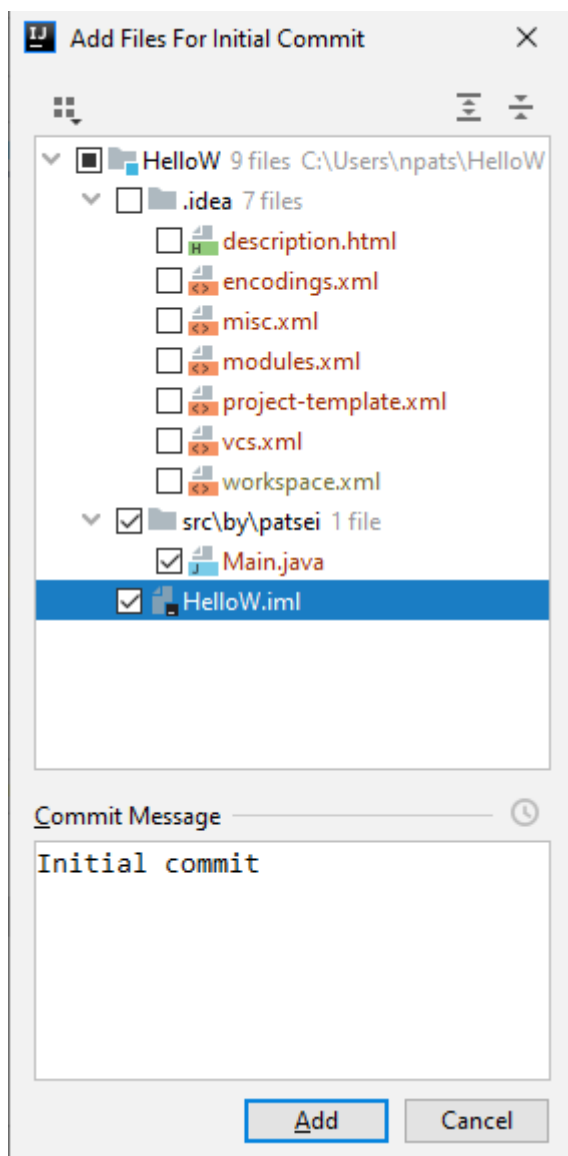 Add Files For Initial Commit
HelloW 9 files C:\Users\npats\HelloW
.idea 7 files
description.html
encodings.xml
misc.xml
modules.xml
project-template.xml
vcs.xml
workspace.xml
src\by\patsei 1 file
Main.java
HelloW.iml
Commit Message
Initial commit
Add
Cancel